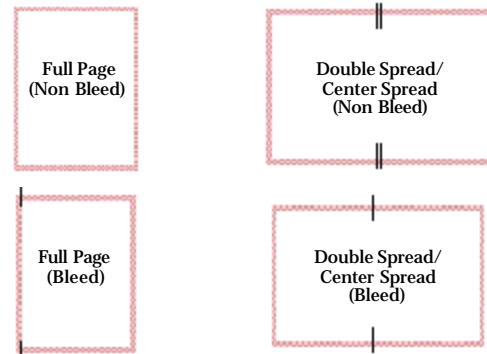 Full Page
(Non Bleed)
Double Spread/
Center Spread
(Non Bleed)
Full Page
(Bleed)
Double Spread/
Center Spread
(Bleed)